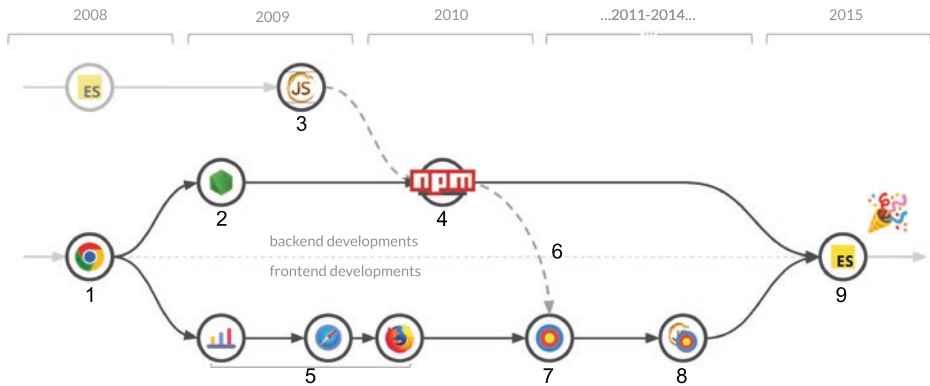 2008
2009
2010
...2011-2014...
2015
ES
JS
3
npm
2
4
backend developments
6
ES
frontend developments
1
9
5
7
8